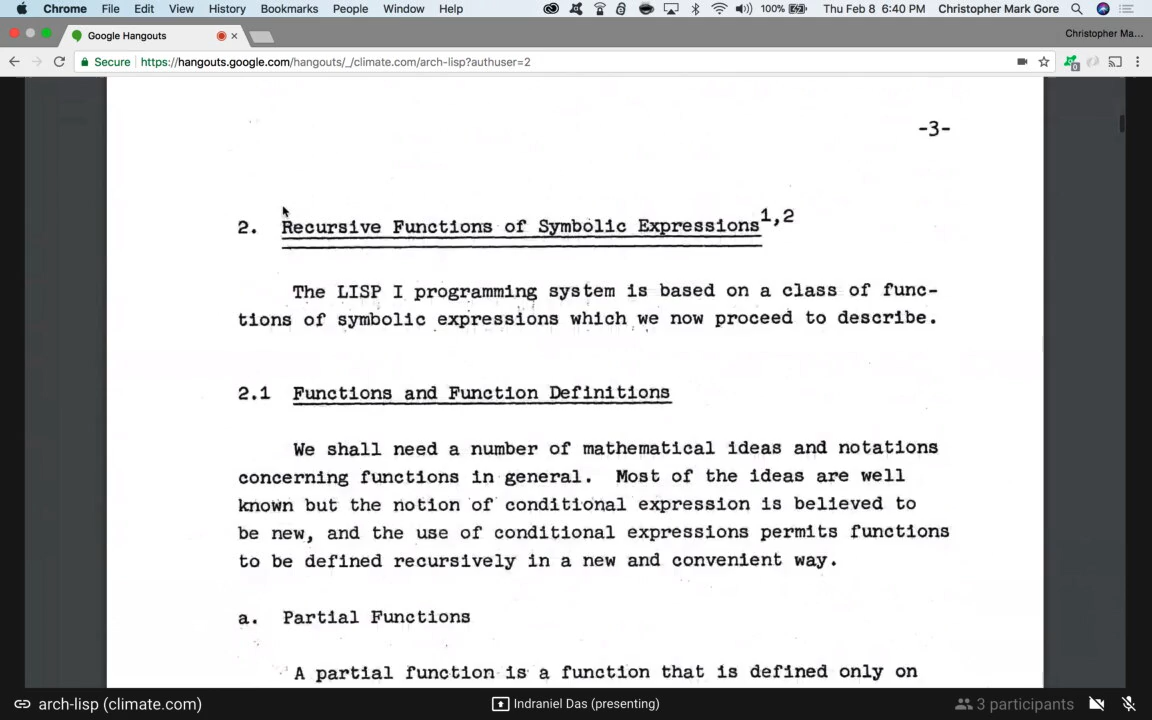 Chrome File Edit View History Bookmarks People Window Help 100% Thu Feb 8 6:40 PM Christopher Mark Gore
Google Hangouts Christopher Ma...
Secure https://hangouts.google.com/hangouts/_/climate.com/arch-lisp?authuser=2
-3-
2. Recursive Functions of Symbolic Expressions1,2
The LISP I programming system is based on a class of func-
tions of symbolic expressions which we now proceed to describe.
2.1 Functions and Function Definitions
We shall need a number of mathematical ideas and notations
concerning functions in general. Most of the ideas are well
known but the notion of conditional expression is believed to
be new, and the use of conditional expressions permits functions
to be defined recursively in a new and convenient way.
a. Partial Functions
A partial function is a function that is defined only on
arch-lisp (climate.com) Indraniel Das (presenting) 3 participants